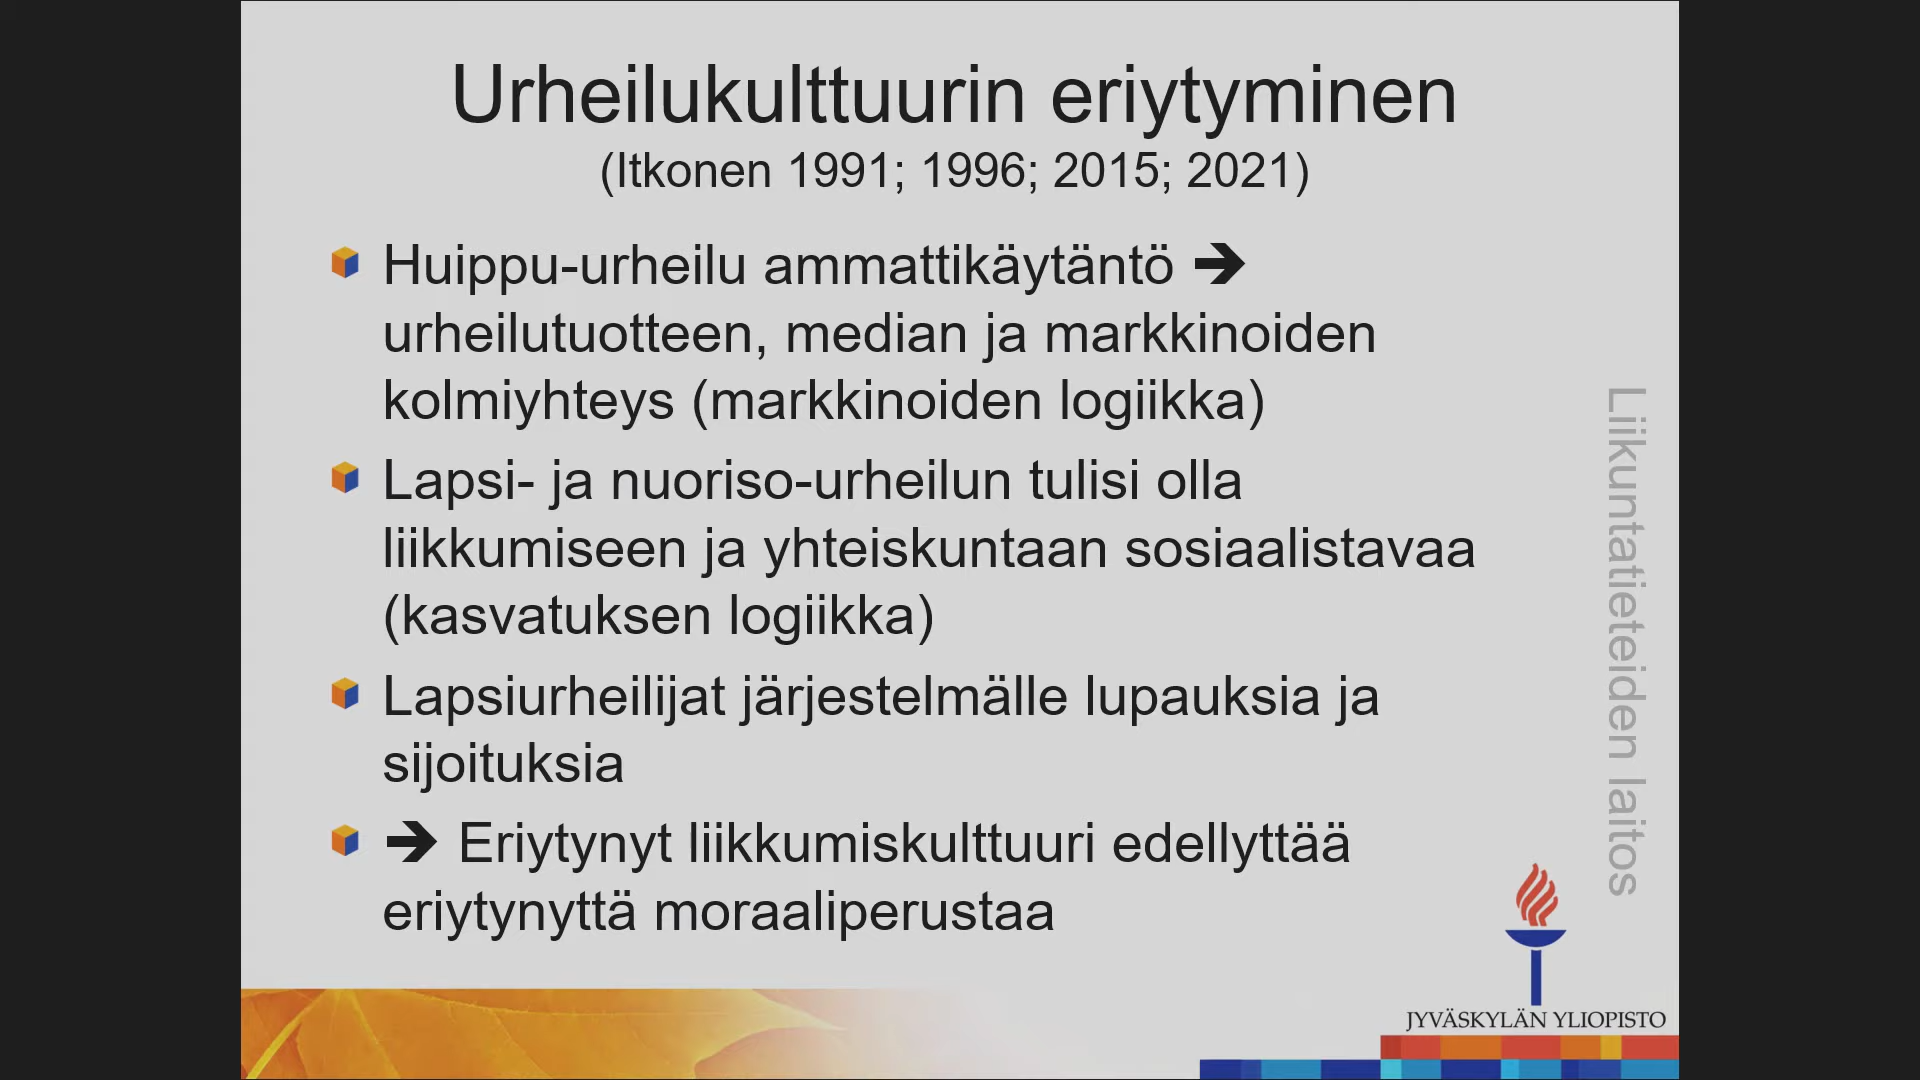 Urheilukulttuurin eriytyminen
(Itkonen 1991; 1996; 2015; 2021)
Huippu-urheilu ammattikäytäntö ➔
urheilutuotteen, median ja markkinoiden
kolmiyhteys (markkinoiden logiikka)
Lapsi- ja nuoriso-urheilun tulisi olla
liikkumiseen ja yhteiskuntaan sosiaalistavaa
(kasvatuksen logiikka)
Lapsiurheilijat järjestelmälle lupauksia ja
sijoituksia
➔ Eriytynyt liikkumiskulttuuri edellyttää
eriytynyttä moraaliperustaa
Liikuntatieteiden laitos
JYVÄSKYLÄN YLIOPISTO